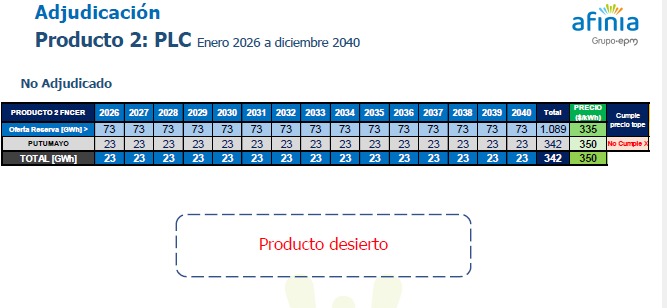 Adjudicación
afinia
Grupo·epm
Producto 2: PLC Enero 2026 a diciembre 2040
No Adjudicado
PRODUCTO 2 FNCER 2026 2027 2028 2029 2030 2031 2032 2033 2034 2035 2036 2037 2038 2039 2040 Total PRECIO ($/kWh) Cumple precio tope
Oferta Reserva [GWh] > 73 73 73 73 73 73 73 73 73 73 73 73 73 73 73 1.089 335
PUTUMAYO 23 23 23 23 23 23 23 23 23 23 23 23 23 23 23 342 350 No Cumple X
TOTAL [GWh] 23 23 23 23 23 23 23 23 23 23 23 23 23 23 23 342 350
Producto desierto